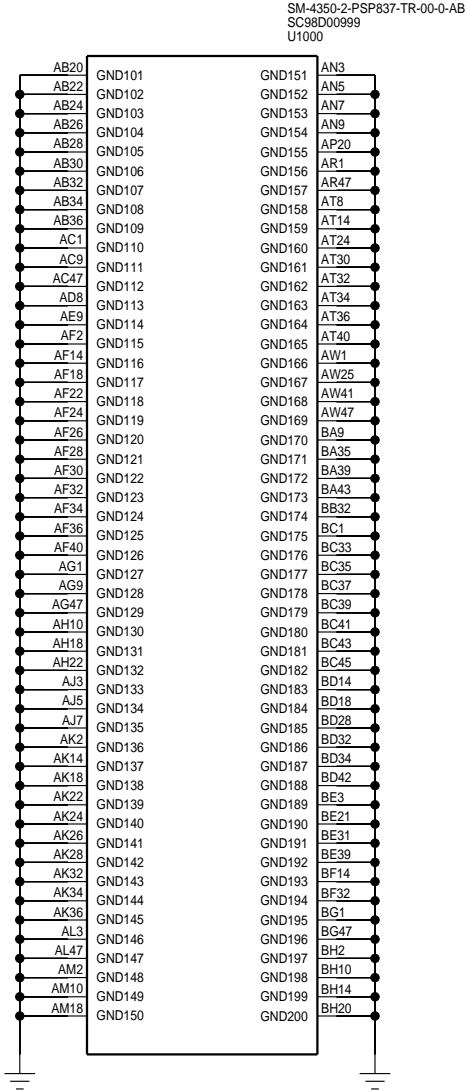 SM-4350-2-PSP837-TR-00-0-AB
SC98D00999
U1000
AB20 GND101 GND151 AN3
AB22 GND102 GND152 AN5
AB24 GND103 GND153 AN7
AB26 GND104 GND154 AN9
AB28 GND105 GND155 AP20
AB30 GND106 GND156 AR1
AB32 GND107 GND157 AR47
AB34 GND108 GND158 AT8
AB36 GND109 GND159 AT14
AC1 GND110 GND160 AT24
AC9 GND111 GND161 AT30
AC47 GND112 GND162 AT32
AD8 GND113 GND163 AT34
AE9 GND114 GND164 AT36
AF2 GND115 GND165 AT40
AF14 GND116 GND166 AW1
AF18 GND117 GND167 AW25
AF22 GND118 GND168 AW41
AF24 GND119 GND169 AW47
AF26 GND120 GND170 BA9
AF28 GND121 GND171 BA35
AF30 GND122 GND172 BA39
AF32 GND123 GND173 BA43
AF34 GND124 GND174 BB32
AF36 GND125 GND175 BC1
AF40 GND126 GND176 BC33
AG1 GND127 GND177 BC35
AG9 GND128 GND178 BC37
AG47 GND129 GND179 BC39
AH10 GND130 GND180 BC41
AH18 GND131 GND181 BC43
AH22 GND132 GND182 BC45
AJ3 GND133 GND183 BD14
AJ5 GND134 GND184 BD18
AJ7 GND135 GND185 BD28
AK2 GND136 GND186 BD32
AK14 GND137 GND187 BD34
AK18 GND138 GND188 BD42
AK22 GND139 GND189 BE3
AK24 GND140 GND190 BE21
AK26 GND141 GND191 BE31
AK28 GND142 GND192 BE39
AK32 GND143 GND193 BF14
AK34 GND144 GND194 BF32
AK36 GND145 GND195 BG1
AL3 GND146 GND196 BG47
AL47 GND147 GND197 BH2
AM2 GND148 GND198 BH10
AM10 GND149 GND199 BH14
AM18 GND150 GND200 BH20